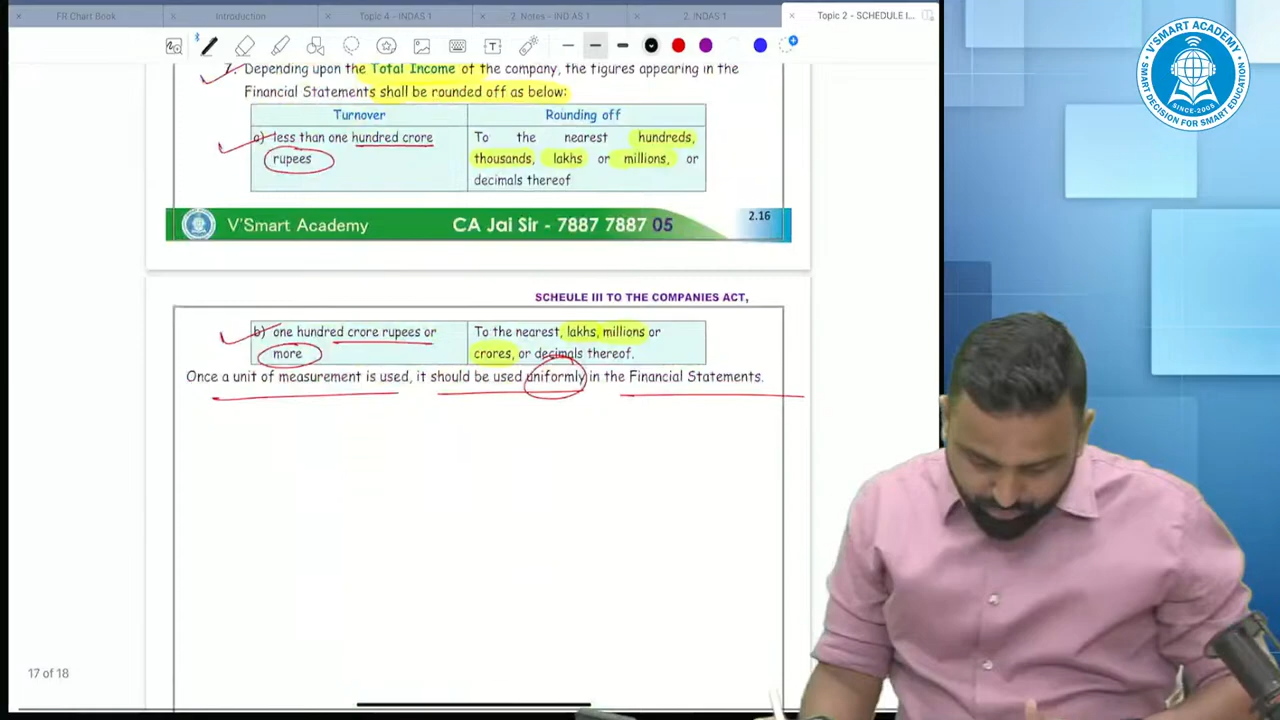 FR Chart Book
Introduction
Topic 4 - INDAS 1
2. Notes - IND AS 1
2. INDAS 1
Topic 2 - SCHEDULE I...
7. Depending upon the Total Income of the company, the figures appearing in the
Financial Statements shall be rounded off as below:
Turnover Rounding off
a) less than one hundred crore rupees
To the nearest hundreds, thousands, lakhs or millions, or decimals thereof
V'Smart Academy CA Jai Sir - 7887 7887 05 2.16
SCHEULE III TO THE COMPANIES ACT,
b) one hundred crore rupees or more
To the nearest, lakhs, millions or crores, or decimals thereof.
Once a unit of measurement is used, it should be used uniformly in the Financial Statements.
17 of 18
V'SMART ACADEMY
SINCE-2005
SMART DECISION FOR SMART EDUCATION